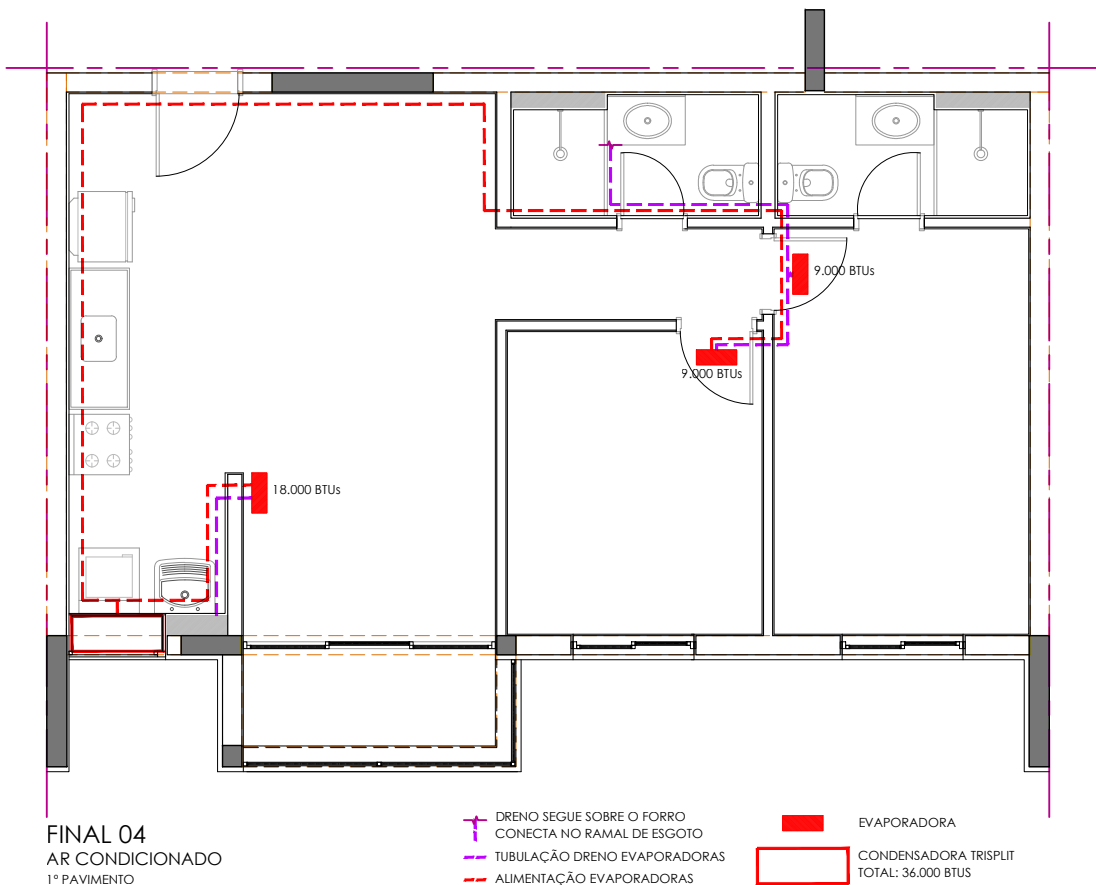 9.000 BTUs
9.000 BTUs
18.000 BTUs
FINAL 04
AR CONDICIONADO
1º PAVIMENTO
DRENO SEGUE SOBRE O FORRO
CONECTA NO RAMAL DE ESGOTO
TUBULAÇÃO DRENO EVAPORADORAS
ALIMENTAÇÃO EVAPORADORAS
EVAPORADORA
CONDENSADORA TRISPLIT
TOTAL: 36.000 BTUS